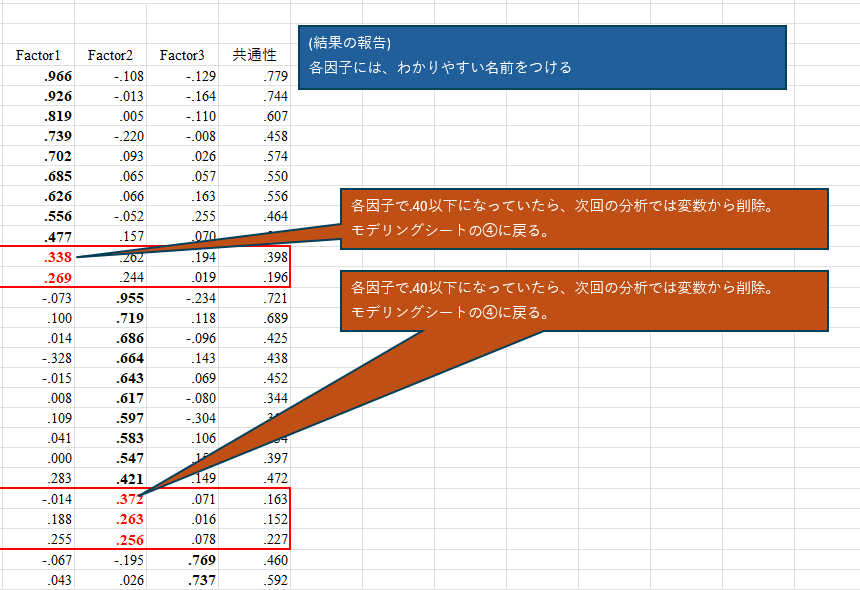 (結果の報告)
各因子には、わかりやすい名前をつける
Factor1 Factor2 Factor3 共通性
.966 -.108 -.129 .779
.926 -.013 -.164 .744
.819 .005 -.110 .607
.739 -.220 -.008 .458
.702 .093 .026 .574
.685 .065 .057 .550
.626 .066 .163 .556
.556 -.052 .255 .464
.477 .157 .070
.338 .262 .194 .398
.269 .244 .019 .196
-.073 .955 -.234 .721
.100 .719 .118 .689
.014 .686 -.096 .425
-.328 .664 .143 .438
-.015 .643 .069 .452
.008 .617 -.080 .344
.109 .597 -.304
.041 .583 .106
.000 .547 .397
.283 .421 .149 .472
-.014 .372 .071 .163
.188 .263 .016 .152
.255 .256 .078 .227
-.067 -.195 .769 .460
.043 .026 .737 .592
各因子で.40以下になっていたら、次回の分析では変数から削除。
モデリングシートの④に戻る。
各因子で.40以下になっていたら、次回の分析では変数から削除。
モデリングシートの④に戻る。